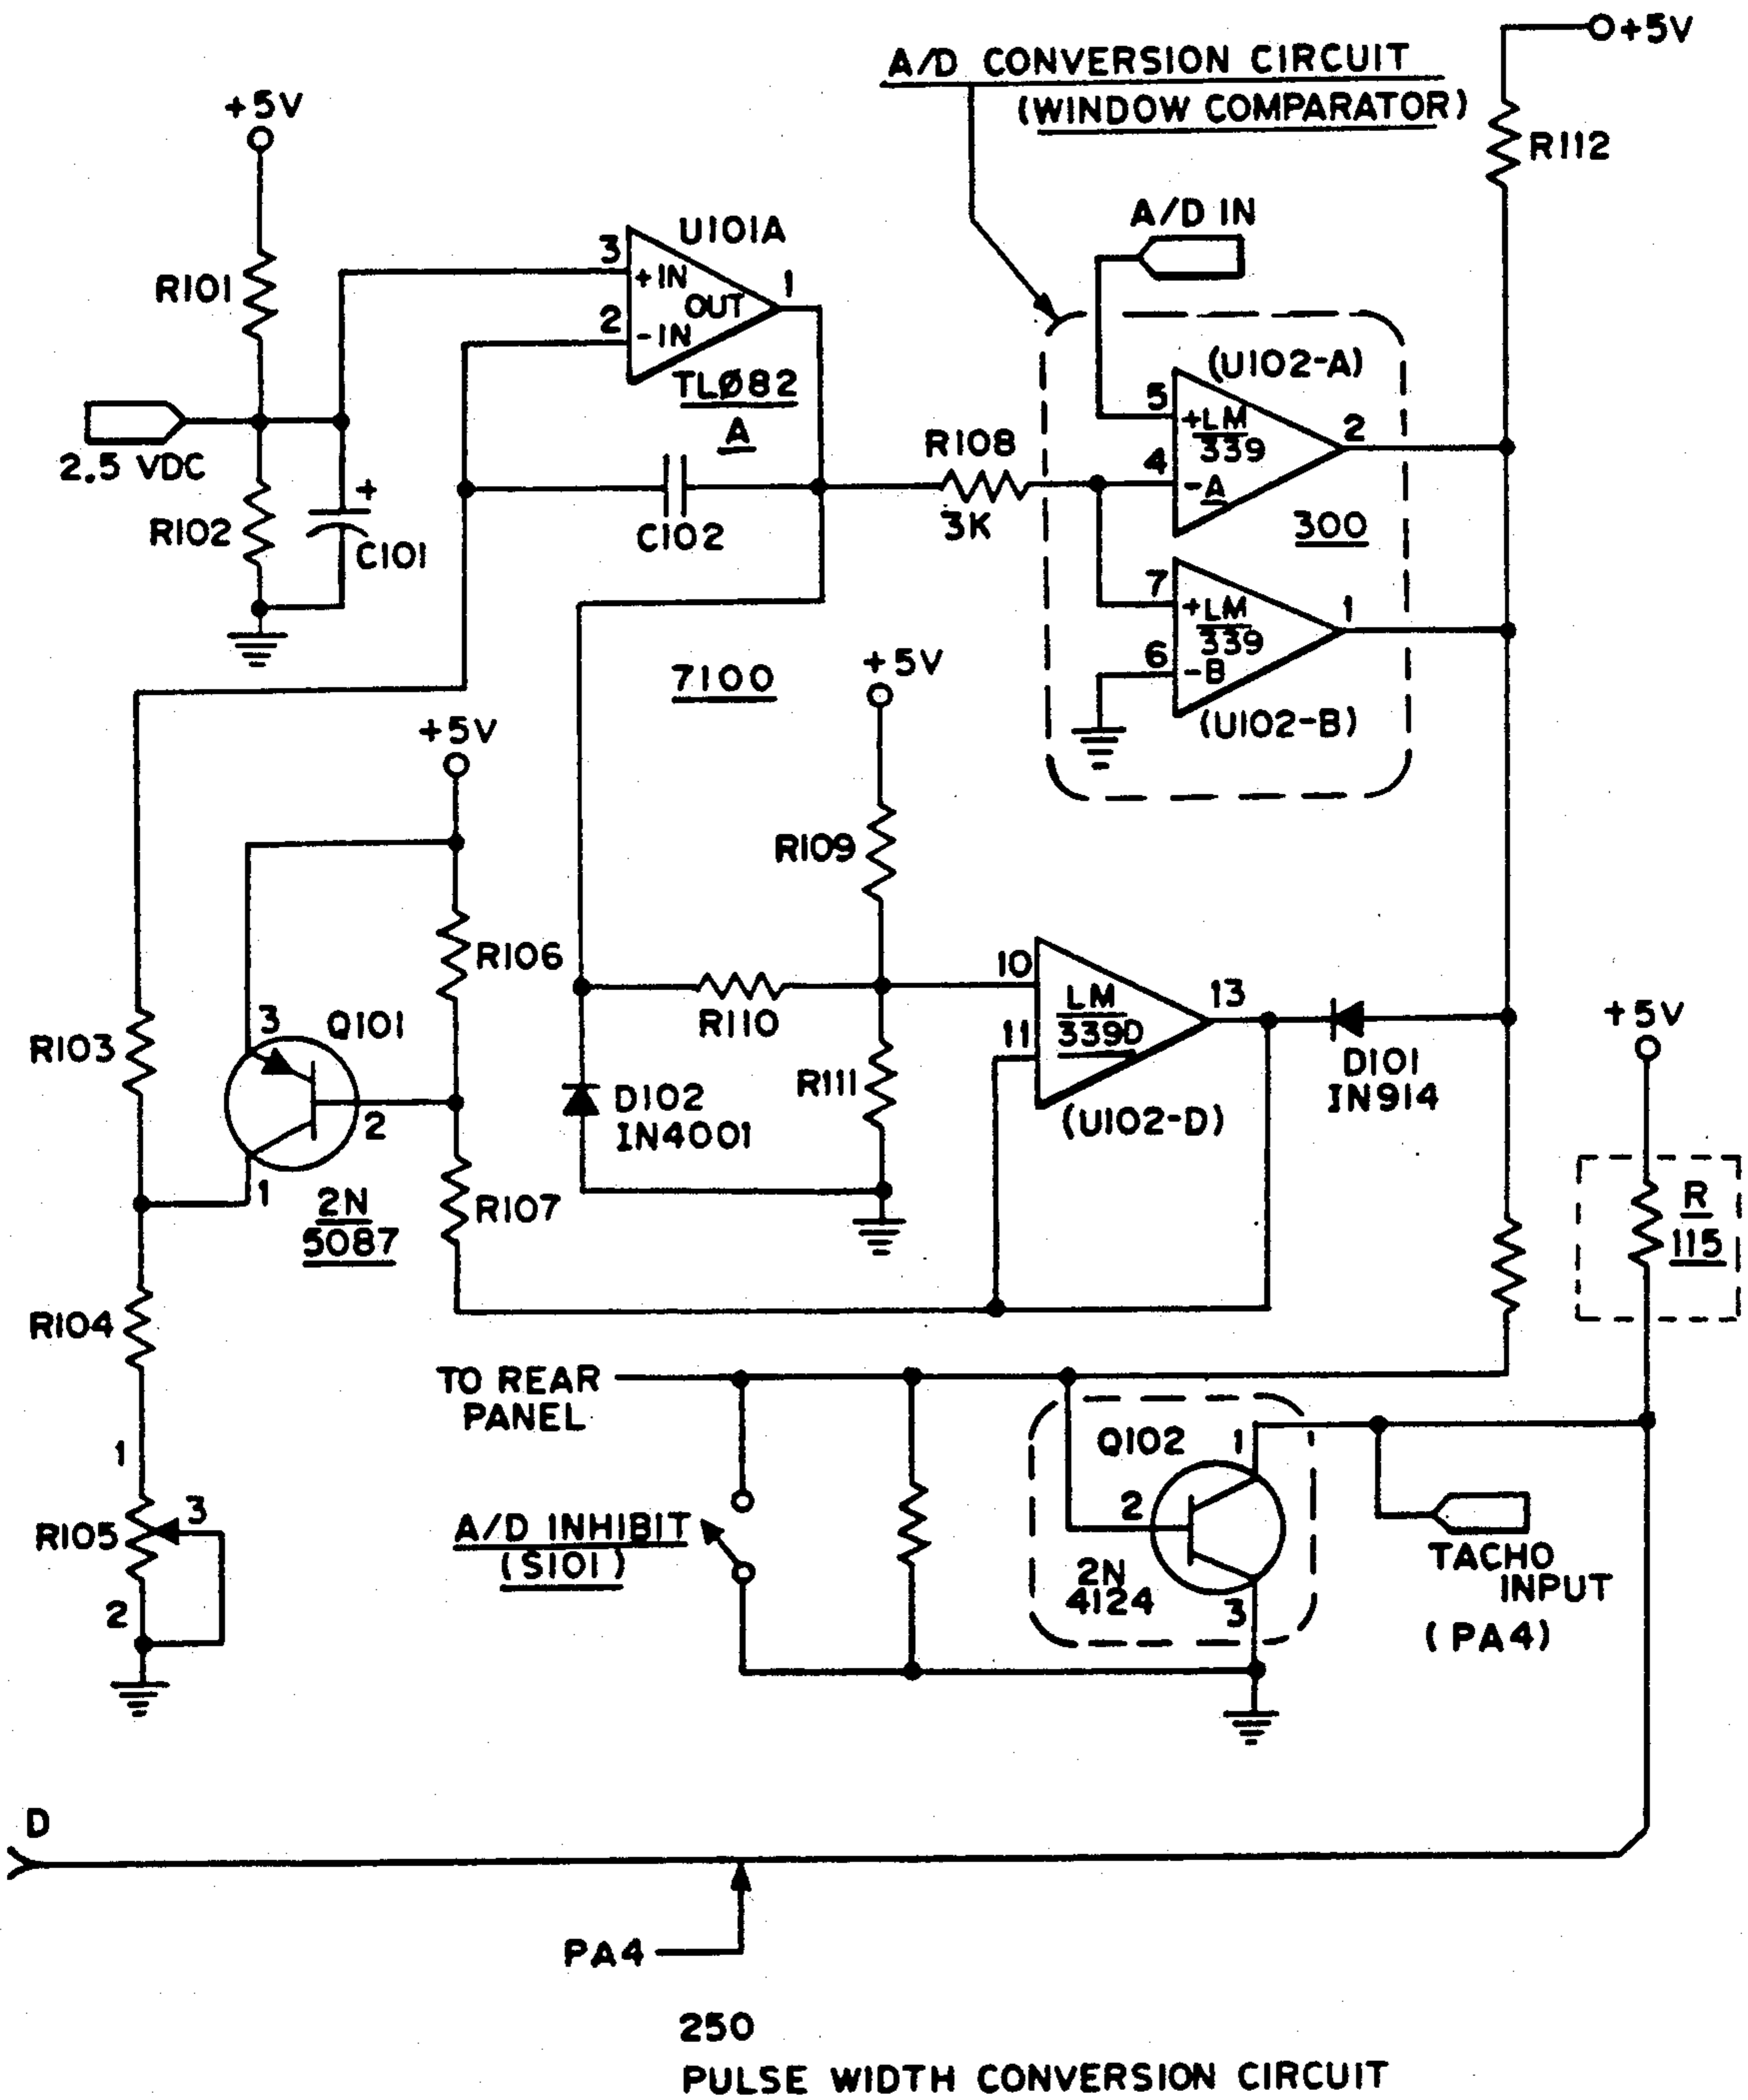 +5V
A/D CONVERSION CIRCUIT
(WINDOW COMPARATOR)
+5V
R112
A/D IN
U101A
3
+IN
OUT
1
2
-IN
R101
TLØ82
A
(U102-A)
5
+LM
339
2
4
-A
R108
3K
300
2.5 VDC
+
R102
C101
C102
7
+LM
339
1
6
-B
(U102-B)
7100
+5V
+5V
R109
R106
3
Q101
R103
10
LM
339D
13
11
R110
R111
D102
IN4001
(U102-D)
D101
IN914
+5V
2
1
2N
5087
R107
R
115
R104
TO REAR
PANEL
Q102
1
1
3
R105
2
A/D INHIBIT
(S101)
2
2N
4124
3
TACHO
INPUT
(PA4)
D
PA4
250
PULSE WIDTH CONVERSION CIRCUIT